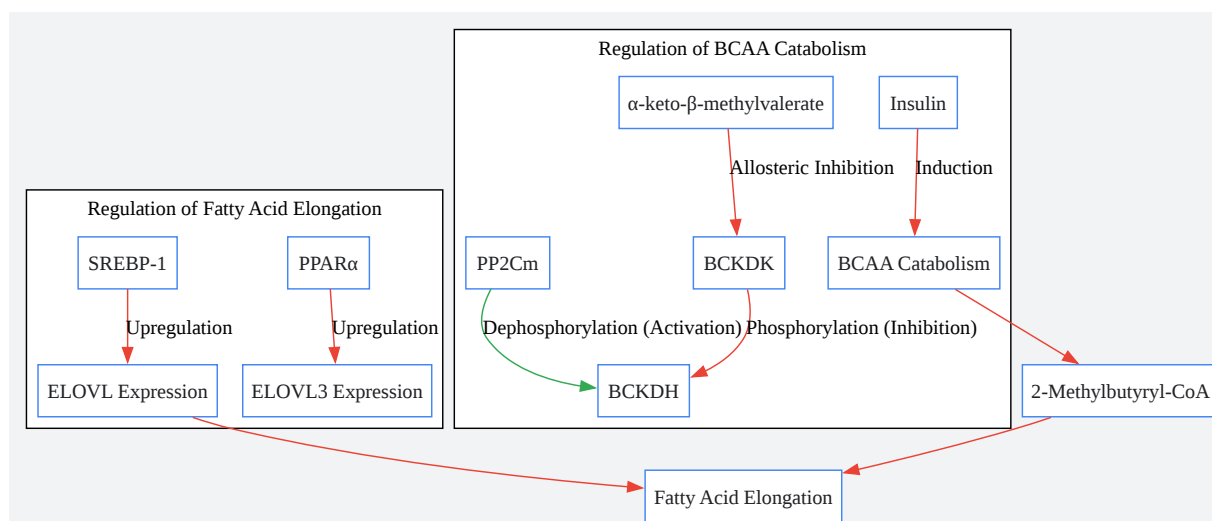 Regulation of BCAA Catabolism
α-keto-β-methylvalerate
Insulin
Allosteric Inhibition
Induction
Regulation of Fatty Acid Elongation
SREBP-1
PPARα
PP2Cm
BCKDK
BCAA Catabolism
Upregulation
Upregulation
Dephosphorylation (Activation)
Phosphorylation (Inhibition)
ELOVL Expression
ELOVL3 Expression
BCKDH
2-Methylbutyryl-CoA
Fatty Acid Elongation